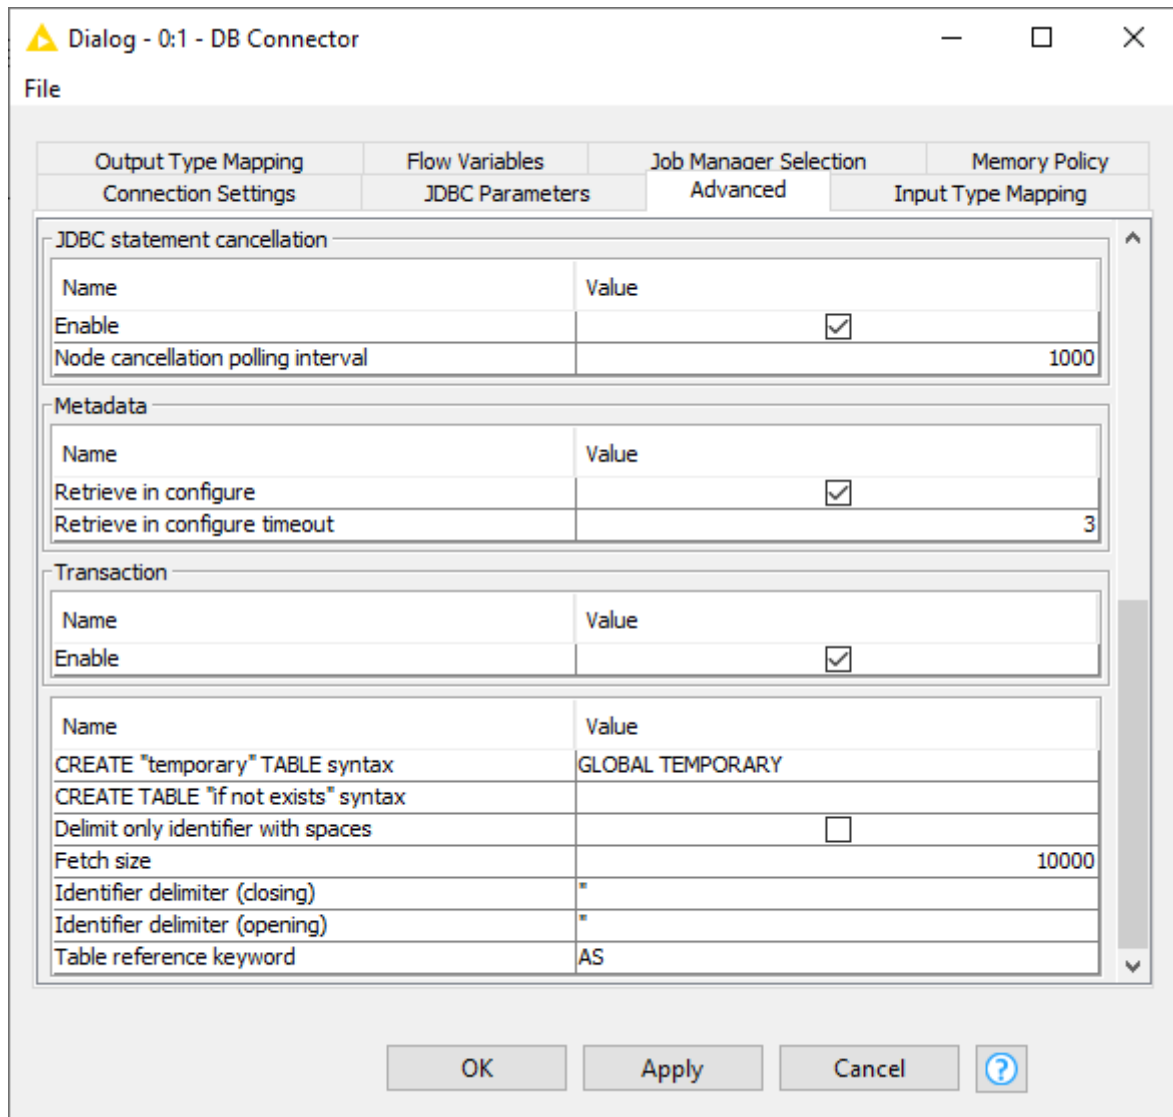 Dialog - 0:1 - DB Connector
File
Output Type Mapping Flow Variables Job Manager Selection Memory Policy
Connection Settings JDBC Parameters Advanced Input Type Mapping
JDBC statement cancellation
Name Value
Enable
Node cancellation polling interval 1000
Metadata
Name Value
Retrieve in configure
Retrieve in configure timeout 3
Transaction
Name Value
Enable
Name Value
CREATE "temporary" TABLE syntax GLOBAL TEMPORARY
CREATE TABLE "if not exists" syntax
Delimit only identifier with spaces
Fetch size 10000
Identifier delimiter (closing) "
Identifier delimiter (opening) "
Table reference keyword AS
OK Apply Cancel ?